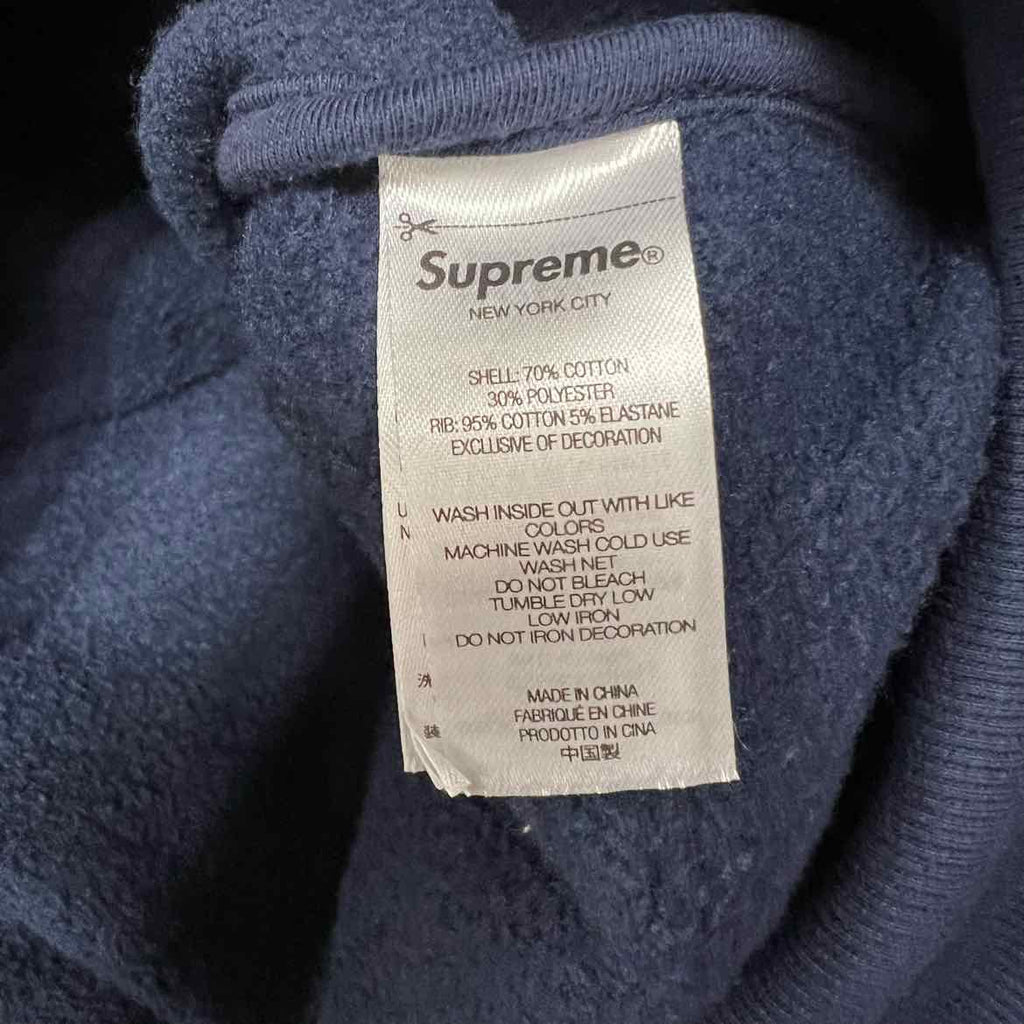 Supreme®
NEW YORK CITY
SHELL: 70% COTTON
30% POLYESTER
RIB: 95% COTTON 5% ELASTANE
EXCLUSIVE OF DECORATION
WASH INSIDE OUT WITH LIKE
COLORS
MACHINE WASH COLD USE
WASH NET
DO NOT BLEACH
TUMBLE DRY LOW
LOW IRON
DO NOT IRON DECORATION
MADE IN CHINA
FABRIQUÉ EN CHINE
PRODOTTO IN CINA
中国製
U
N